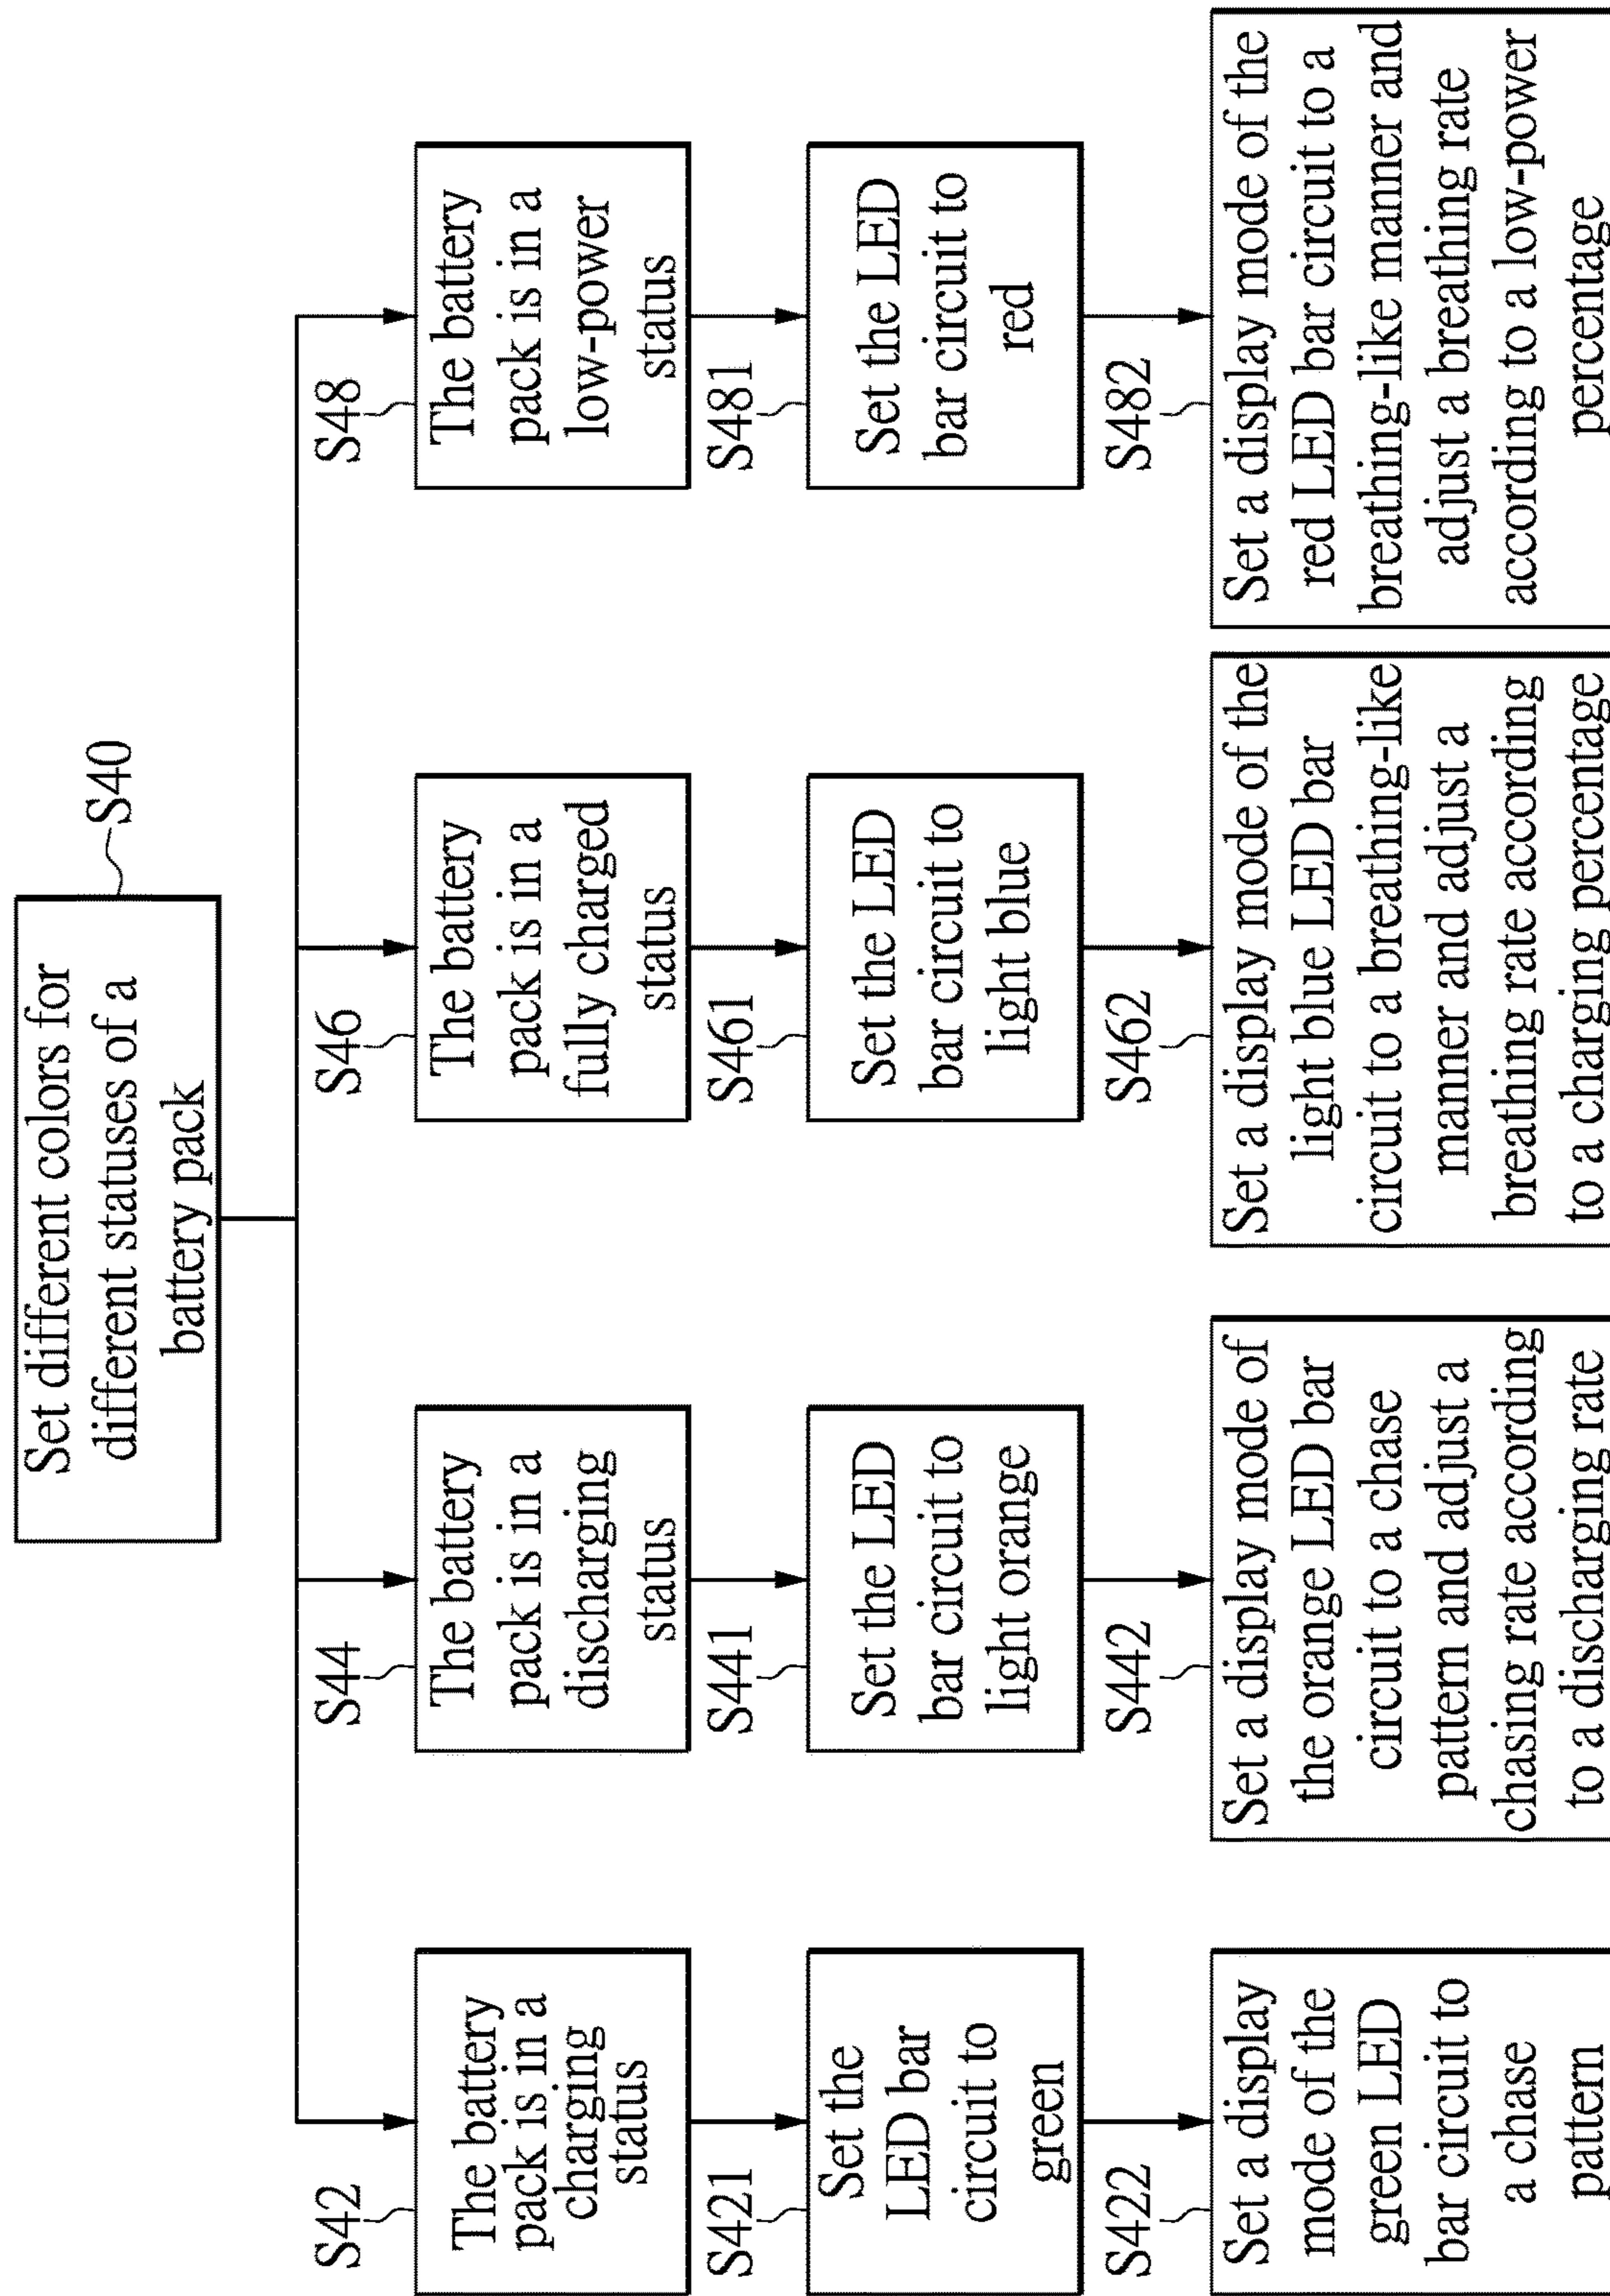 Set different colors for
different statuses of a
battery pack
S40
S42
The battery
pack is in a
charging
status
S421
Set the
LED bar
circuit to
green
S422
Set a display
mode of the
green LED
bar circuit to
a chase
pattern
S44
The battery
pack is in a
discharging
status
S441
Set the LED
bar circuit to
light orange
S442
Set a display mode of
the orange LED bar
circuit to a chase
pattern and adjust a
chasing rate according
to a discharging rate
S46
The battery
pack is in a
fully charged
status
S461
Set the LED
bar circuit to
light blue
S462
Set a display mode of the
light blue LED bar
circuit to a breathing-like
manner and adjust a
breathing rate according
to a charging percentage
S48
The battery
pack is in a
low-power
status
S481
Set the LED
bar circuit to
red
S482
Set a display mode of the
red LED bar circuit to a
breathing-like manner and
adjust a breathing rate
according to a low-power
percentage